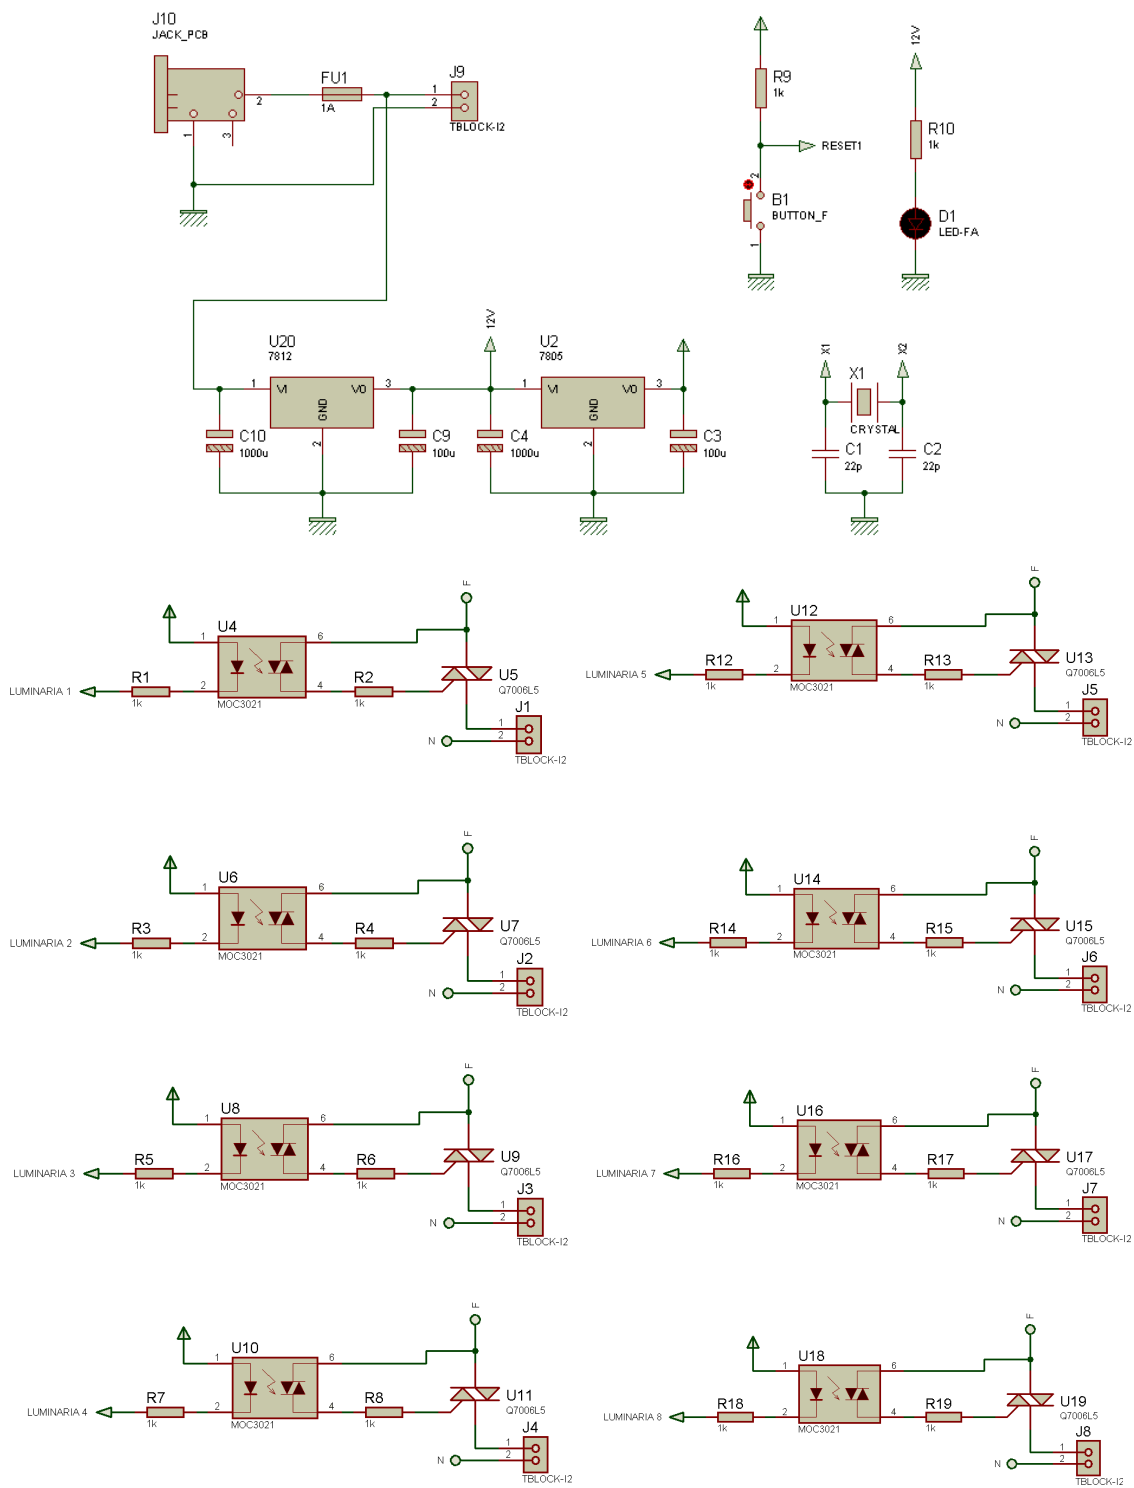 J10
JACK_PCB
FU1
1A
J9
TBLOCK-I2
1
2
2
1
3
R9
1k
RESET1
2
B1
BUTTON_F
1
12V
R10
1k
D1
LED-FA
U20
7812
1
VI
VO
3
GND
2
C10
1000u
C9
100u
12V
C4
1000u
U2
7805
1
VI
VO
3
GND
2
C3
100u
X1
X2
X1
CRYSTAL
C1
22p
C2
22p
F
U4
1
6
2
4
MOC3021
LUMINARIA 1
R1
1k
R2
1k
U5
Q7006L5
J1
1
2
N
TBLOCK-I2
F
U12
1
6
2
4
MOC3021
LUMINARIA 5
R12
1k
R13
1k
U13
Q7006L5
J5
1
2
N
TBLOCK-I2
F
U6
1
6
2
4
MOC3021
LUMINARIA 2
R3
1k
R4
1k
U7
Q7006L5
J2
1
2
N
TBLOCK-I2
F
U14
1
6
2
4
MOC3021
LUMINARIA 6
R14
1k
R15
1k
U15
Q7006L5
J6
1
2
N
TBLOCK-I2
F
U8
1
6
2
4
MOC3021
LUMINARIA 3
R5
1k
R6
1k
U9
Q7006L5
J3
1
2
N
TBLOCK-I2
F
U16
1
6
2
4
MOC3021
LUMINARIA 7
R16
1k
R17
1k
U17
Q7006L5
J7
1
2
N
TBLOCK-I2
F
U10
1
6
2
4
MOC3021
LUMINARIA 4
R7
1k
R8
1k
U11
Q7006L5
J4
1
2
N
TBLOCK-I2
F
U18
1
6
2
4
MOC3021
LUMINARIA 8
R18
1k
R19
1k
U19
Q7006L5
J8
1
2
N
TBLOCK-I2